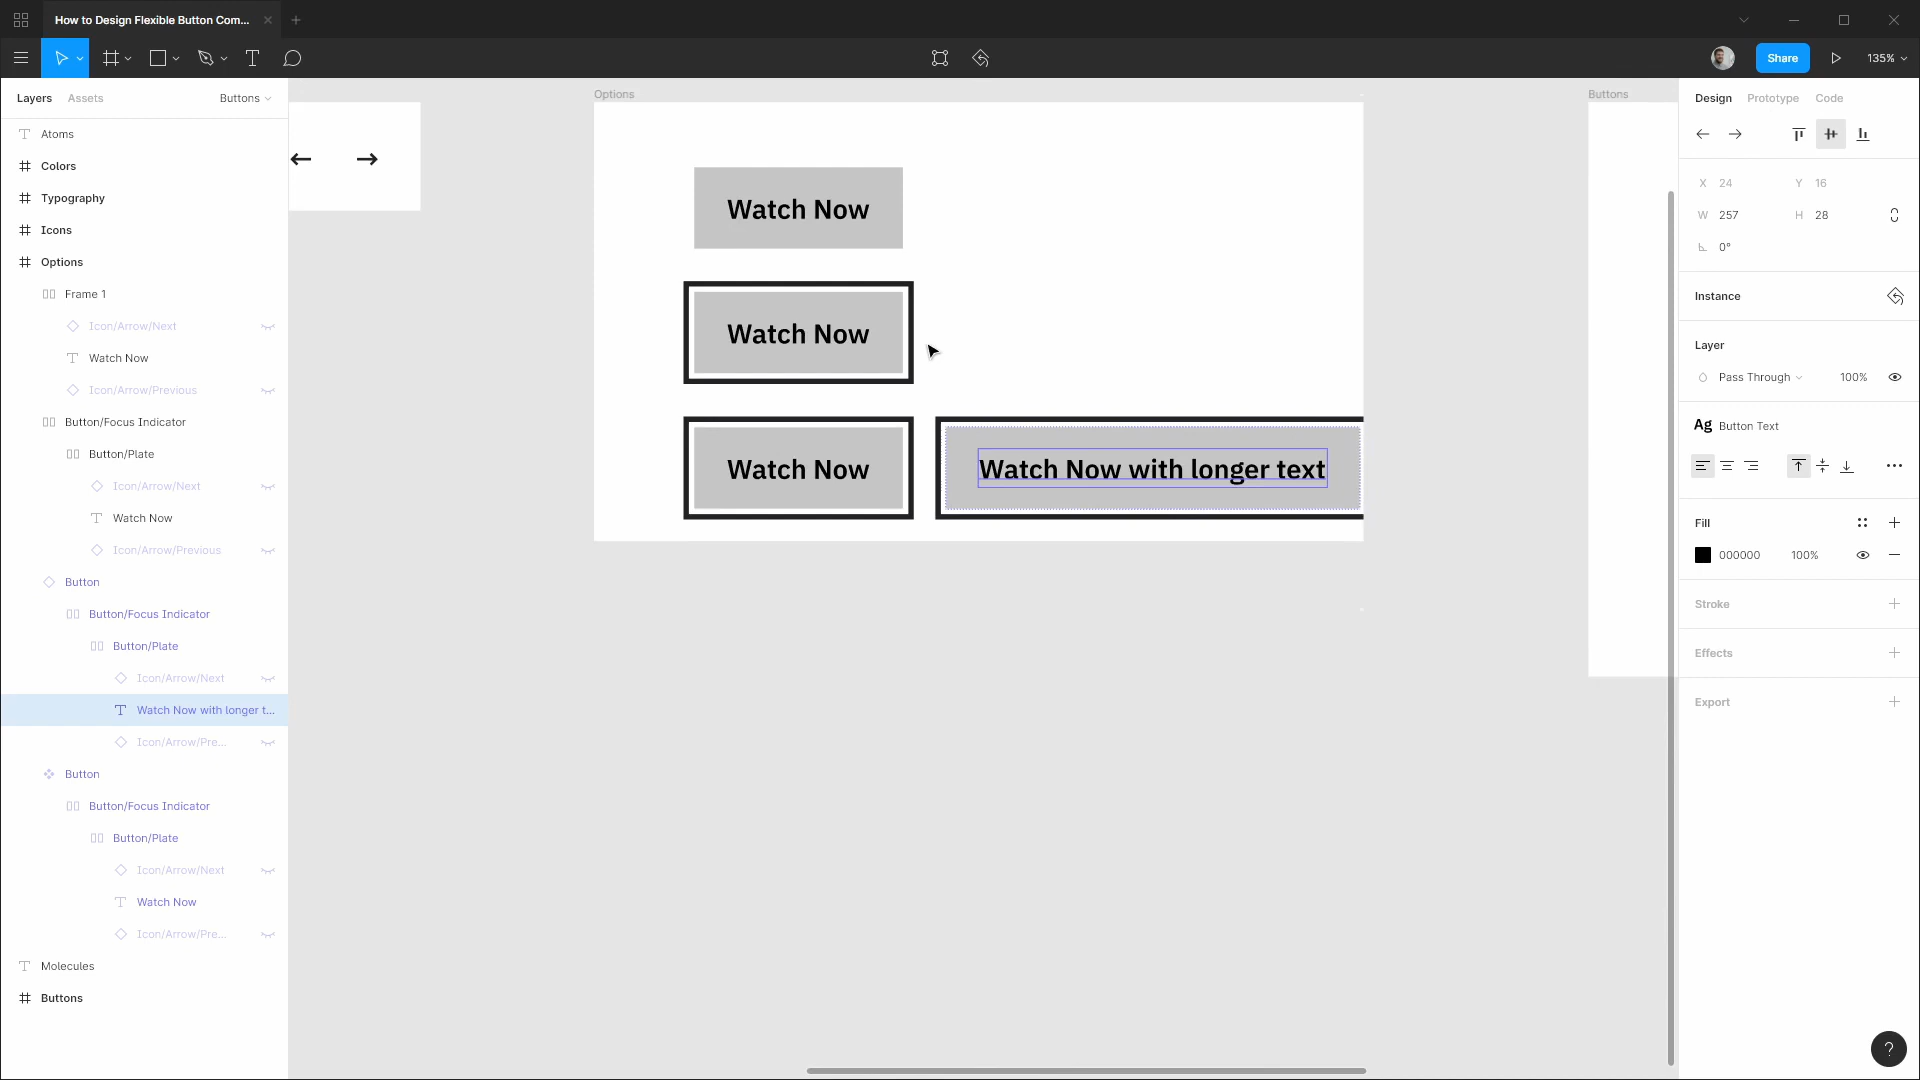 How to Design Flexible Button Com...
Share
135%
Layers
Assets
Buttons
Atoms
Colors
Typography
Icons
Options
Frame 1
Icon/Arrow/Next
Watch Now
Icon/Arrow/Previous
Button/Focus Indicator
Button/Plate
Icon/Arrow/Next
Watch Now
Icon/Arrow/Previous
Button
Button/Focus Indicator
Button/Plate
Icon/Arrow/Next
Watch Now with longer t...
Icon/Arrow/Pre...
Button
Button/Focus Indicator
Button/Plate
Icon/Arrow/Next
Watch Now
Icon/Arrow/Pre...
Molecules
Buttons
Options
Watch Now
Watch Now
Watch Now
Watch Now with longer text
Buttons
Design
Prototype
Code
X 24
Y 16
W 257
H 28
0°
Instance
Layer
Pass Through
100%
Ag Button Text
Fill
000000
100%
Stroke
Effects
Export
?